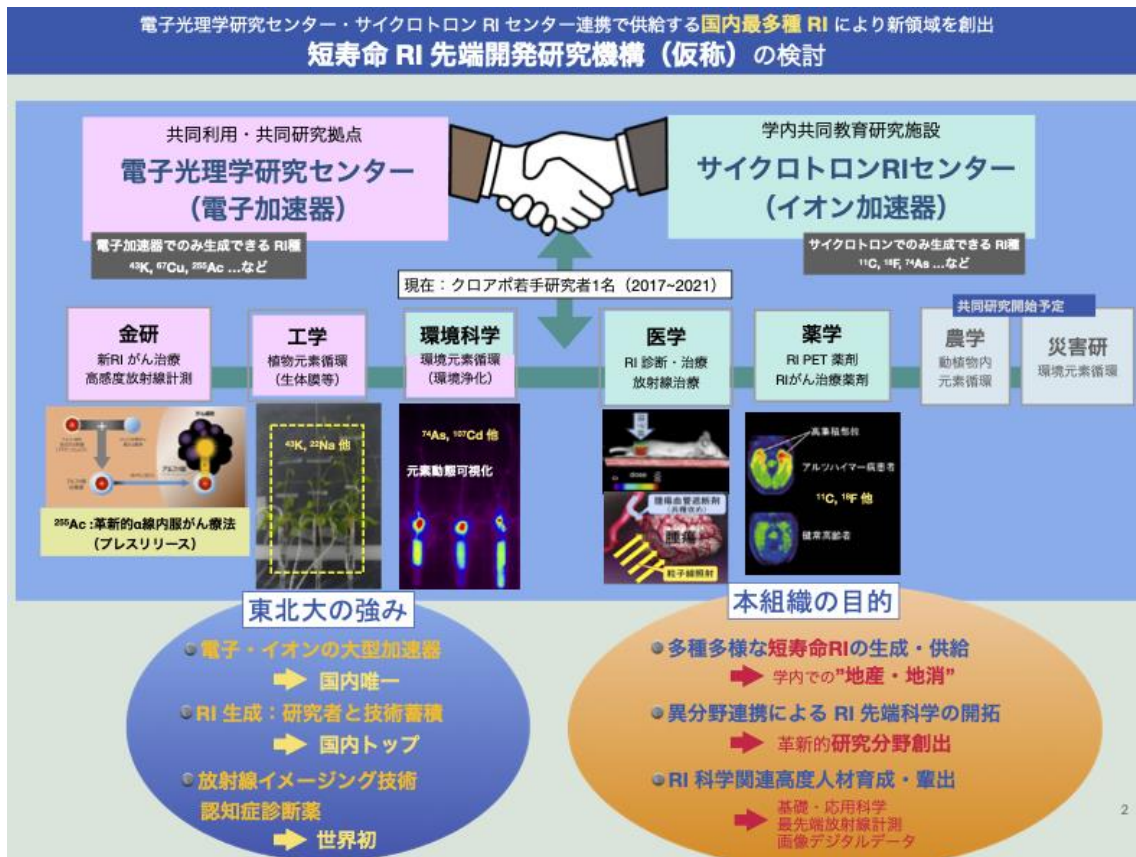 電子光理学研究センター・サイクロトロン RI センター連携で供給する国内最多種 RI により新領域を創出
短寿命 RI 先端開発研究機構（仮称）の検討
共同利用・共同研究拠点
電子光理学研究センター
（電子加速器）
学内共同教育研究施設
サイクロトロンRIセンター
（イオン加速器）
電子加速器でのみ生成できる RI種
⁴³K, ⁶⁷Cu, ²⁵⁵Ac …など
サイクロトロンでのみ生成できる RI種
¹¹C, ¹⁸F, ⁷⁴As …など
現在：クロアポ若手研究者1名（2017~2021）
共同研究開始予定
金研
新RI がん治療
高感度放射線計測
工学
植物元素循環
（生体膜等）
環境科学
環境元素循環
（環境浄化）
医学
RI 診断・治療
放射線治療
薬学
RI PET 薬剤
RIがん治療薬剤
農学
動植物内
元素循環
災害研
環境元素循環
²⁵⁵Ac :革新的α線内服がん療法
（プレスリリース）
⁴³K, ²²Na 他
⁷⁴As, ¹⁰⁷Cd 他
元素動態可視化
dose
腫瘍血管遮断剤
腫瘍
粒子線照射
高集積部位
アルツハイマー病患者
¹¹C, ¹⁸F 他
健常高齢者
東北大の強み
電子・イオンの大型加速器
国内唯一
RI 生成：研究者と技術蓄積
国内トップ
放射線イメージング技術
認知症診断薬
世界初
本組織の目的
多種多様な短寿命RIの生成・供給
学内での"地産・地消"
異分野連携による RI 先端科学の開拓
革新的研究分野創出
RI 科学関連高度人材育成・輩出
基礎・応用科学
最先端放射線計測
画像デジタルデータ
2